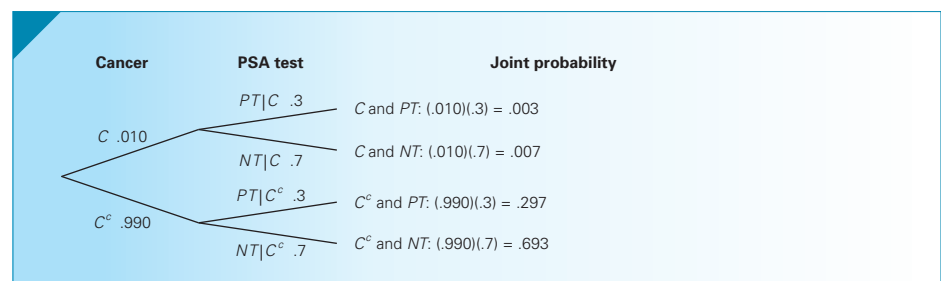 Cancer PSA test Joint probability
PT|C .3
C and PT: (.010)(.3) = .003
C .010
C and NT: (.010)(.7) = .007
NT|C .7
PT|Cᶜ .3
Cᶜ and PT: (.990)(.3) = .297
Cᶜ .990
Cᶜ and NT: (.990)(.7) = .693
NT|Cᶜ .7